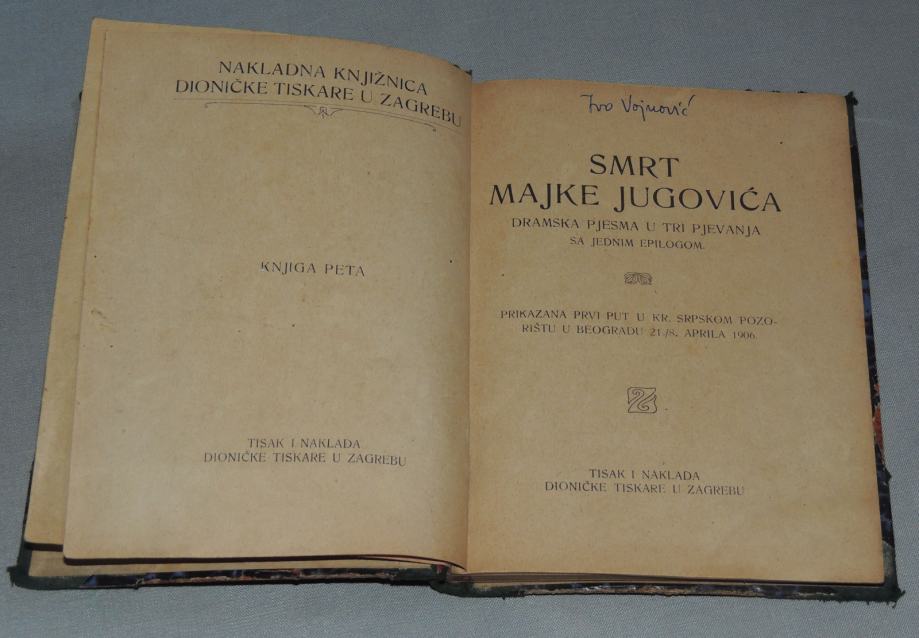 NAKLADNA KNJIŽNICA
DIONIČKE TISKARE U ZAGREBU
KNJIGA PETA
TISAK I NAKLADA
DIONIČKE TISKARE U ZAGREBU
Ivo Vojnović
SMRT
MAJKE JUGOVIĆA
DRAMSKA PJESMA U TRI PJEVANJA
SA JEDNIM EPILOGOM.
PRIKAZANA PRVI PUT U KR. SRPSKOM POZO-
RIŠTU U BEOGRADU 21./8. APRILA 1906.
TISAK I NAKLADA
DIONIČKE TISKARE U ZAGREBU